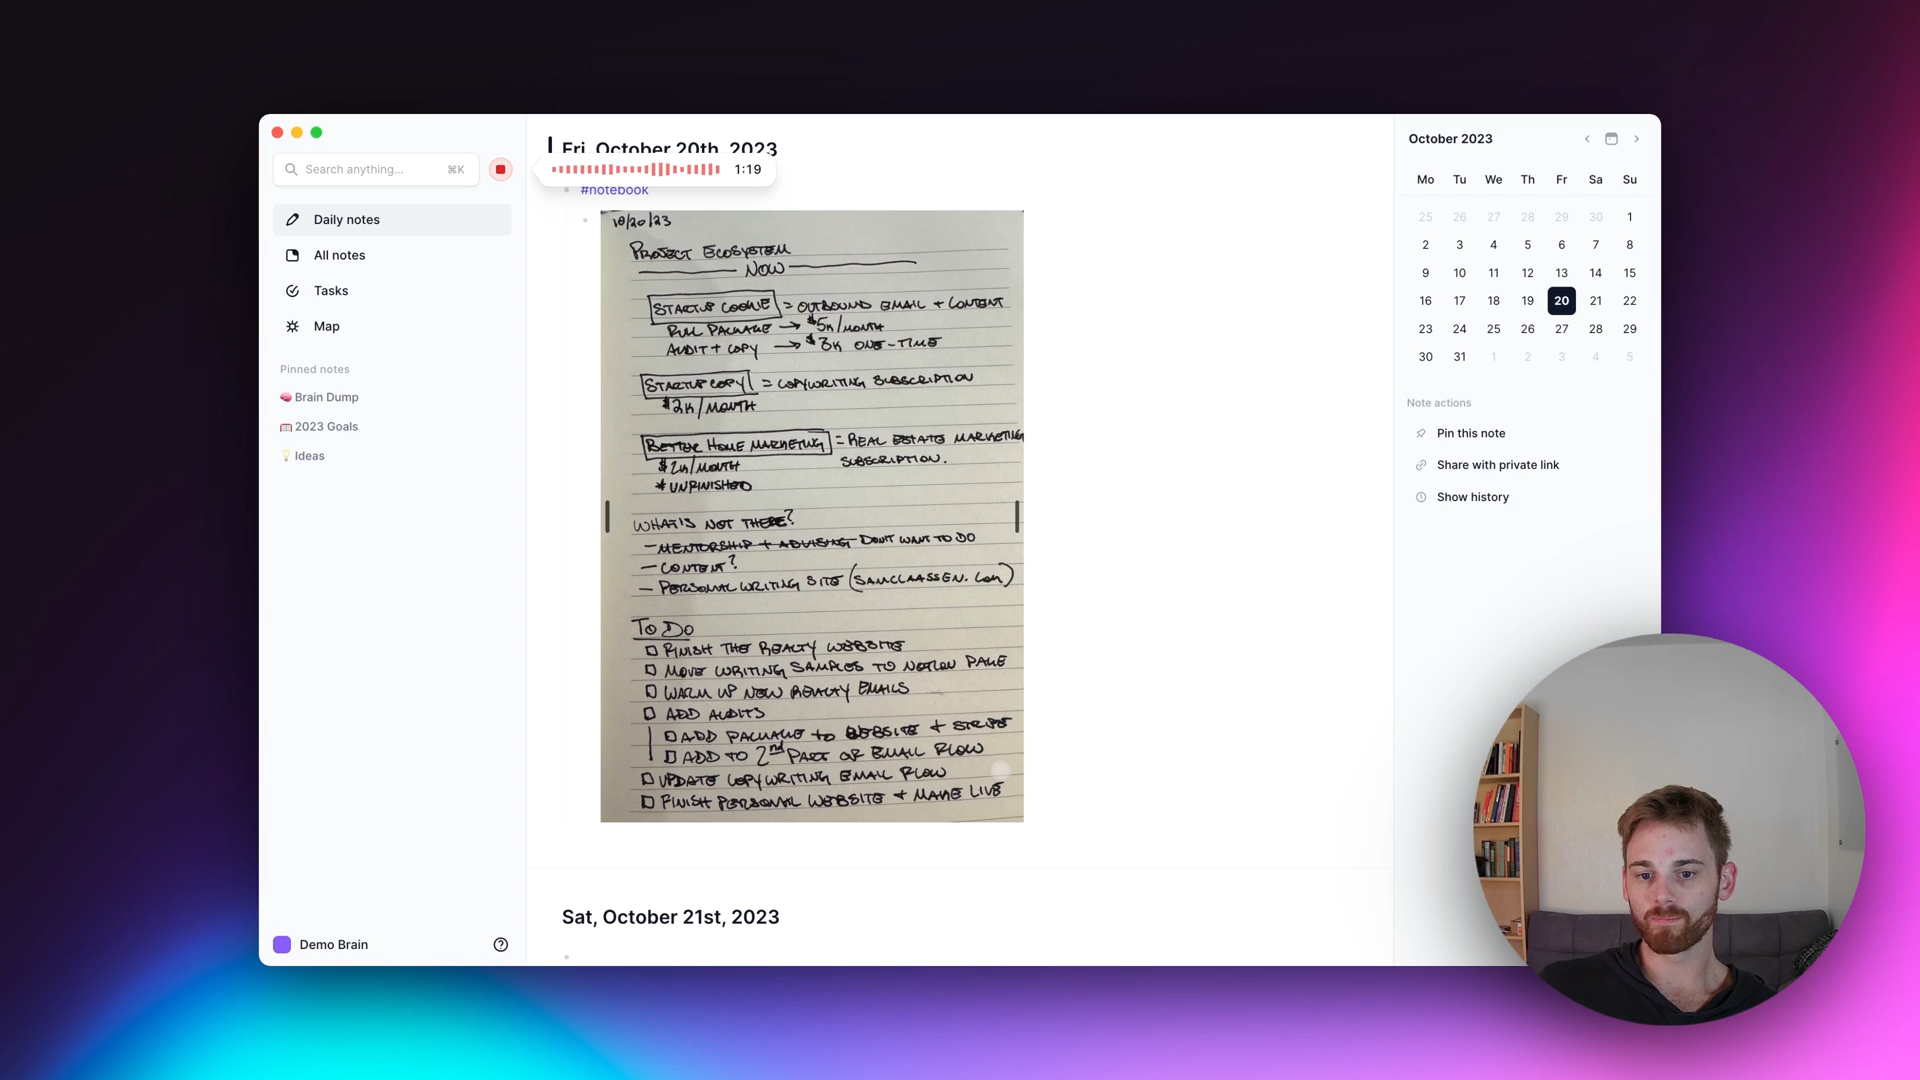 Search anything...
⌘K
Daily notes
All notes
Tasks
Map
Pinned notes
Brain Dump
2023 Goals
Ideas
Demo Brain
Fri, October 20th, 2023
1:19
#notebook
10/20/23
PROJECT ECOSYSTEM
NOW
STARTUP COOKIE = OUTBOUND EMAIL + CONTENT
FULL PACKAGE → $5K/MONTH
AUDIT + COPY → $3K ONE-TIME
STARTUP COPY = COPYWRITING SUBSCRIPTION
$2K/MONTH
BETTER HOME MARKETING = REAL ESTATE MARKETING
$2K/MONTH SUBSCRIPTION.
* UNFINISHED
WHAT'S NOT THERE?
- MENTORSHIP + ADVISING - DON'T WANT TO DO
- CONTENT?
- PERSONAL WRITING SITE (SAMCLAASSEN.COM)
TO DO
FINISH THE REALTY WEBSITE
MOVE WRITING SAMPLES TO NOTION PAGE
WARM UP NEW REALTY EMAILS
ADD AUDITS
ADD PACKAGE TO WEBSITE + STRIPE
ADD TO 2nd PART OF EMAIL FLOW
UPDATE COPYWRITING EMAIL FLOW
FINISH PERSONAL WEBSITE + MAKE LIVE
Sat, October 21st, 2023
October 2023
Mo Tu We Th Fr Sa Su
25 26 27 28 29 30 1
2 3 4 5 6 7 8
9 10 11 12 13 14 15
16 17 18 19 20 21 22
23 24 25 26 27 28 29
30 31 1 2 3 4 5
Note actions
Pin this note
Share with private link
Show history